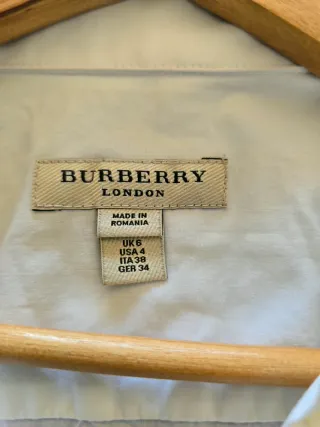 BURBERRY
LONDON
MADE IN
ROMANIA
UK 6
USA 4
ITA 38
GER 34